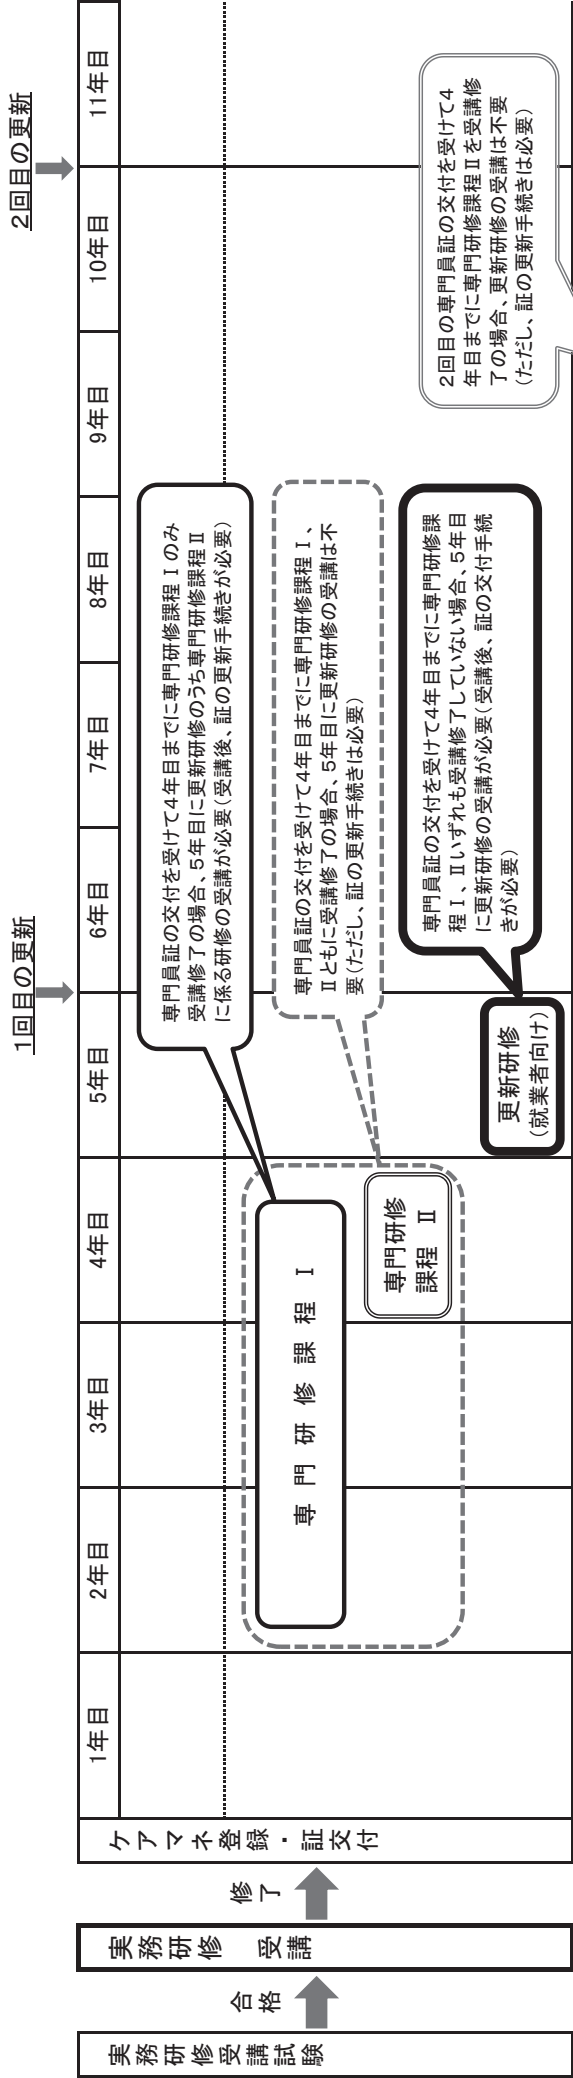 1回目の更新
2回目の更新
実務研修受講試験
合格
実務研修　受講
修了
ケアマネ登録・証交付
1年目
2年目
3年目
4年目
5年目
6年目
7年目
8年目
9年目
10年目
11年目
専門員証の交付を受けて4年目までに専門研修課程Ⅰのみ
受講修了の場合、5年目に更新研修のうち専門研修課程Ⅱ
に係る研修の受講が必要(受講後、証の更新手続きが必要)
専門研修課程　Ⅰ
専門員証の交付を受けて4年目までに専門研修課程Ⅰ、
Ⅱともに受講修了の場合、5年目に更新研修の受講は不
要(ただし、証の更新手続きは必要)
専門研修
課程　Ⅱ
専門員証の交付を受けて4年目までに専門研修課
程Ⅰ、Ⅱいずれも受講修了していない場合、5年目
に更新研修の受講が必要(受講後、証の交付手続
きが必要)
更新研修
(就業者向け)
2回目の専門員証の交付を受けて4
年目までに専門研修課程Ⅱを受講修
了の場合、更新研修の受講は不要
(ただし、証の更新手続きは必要)